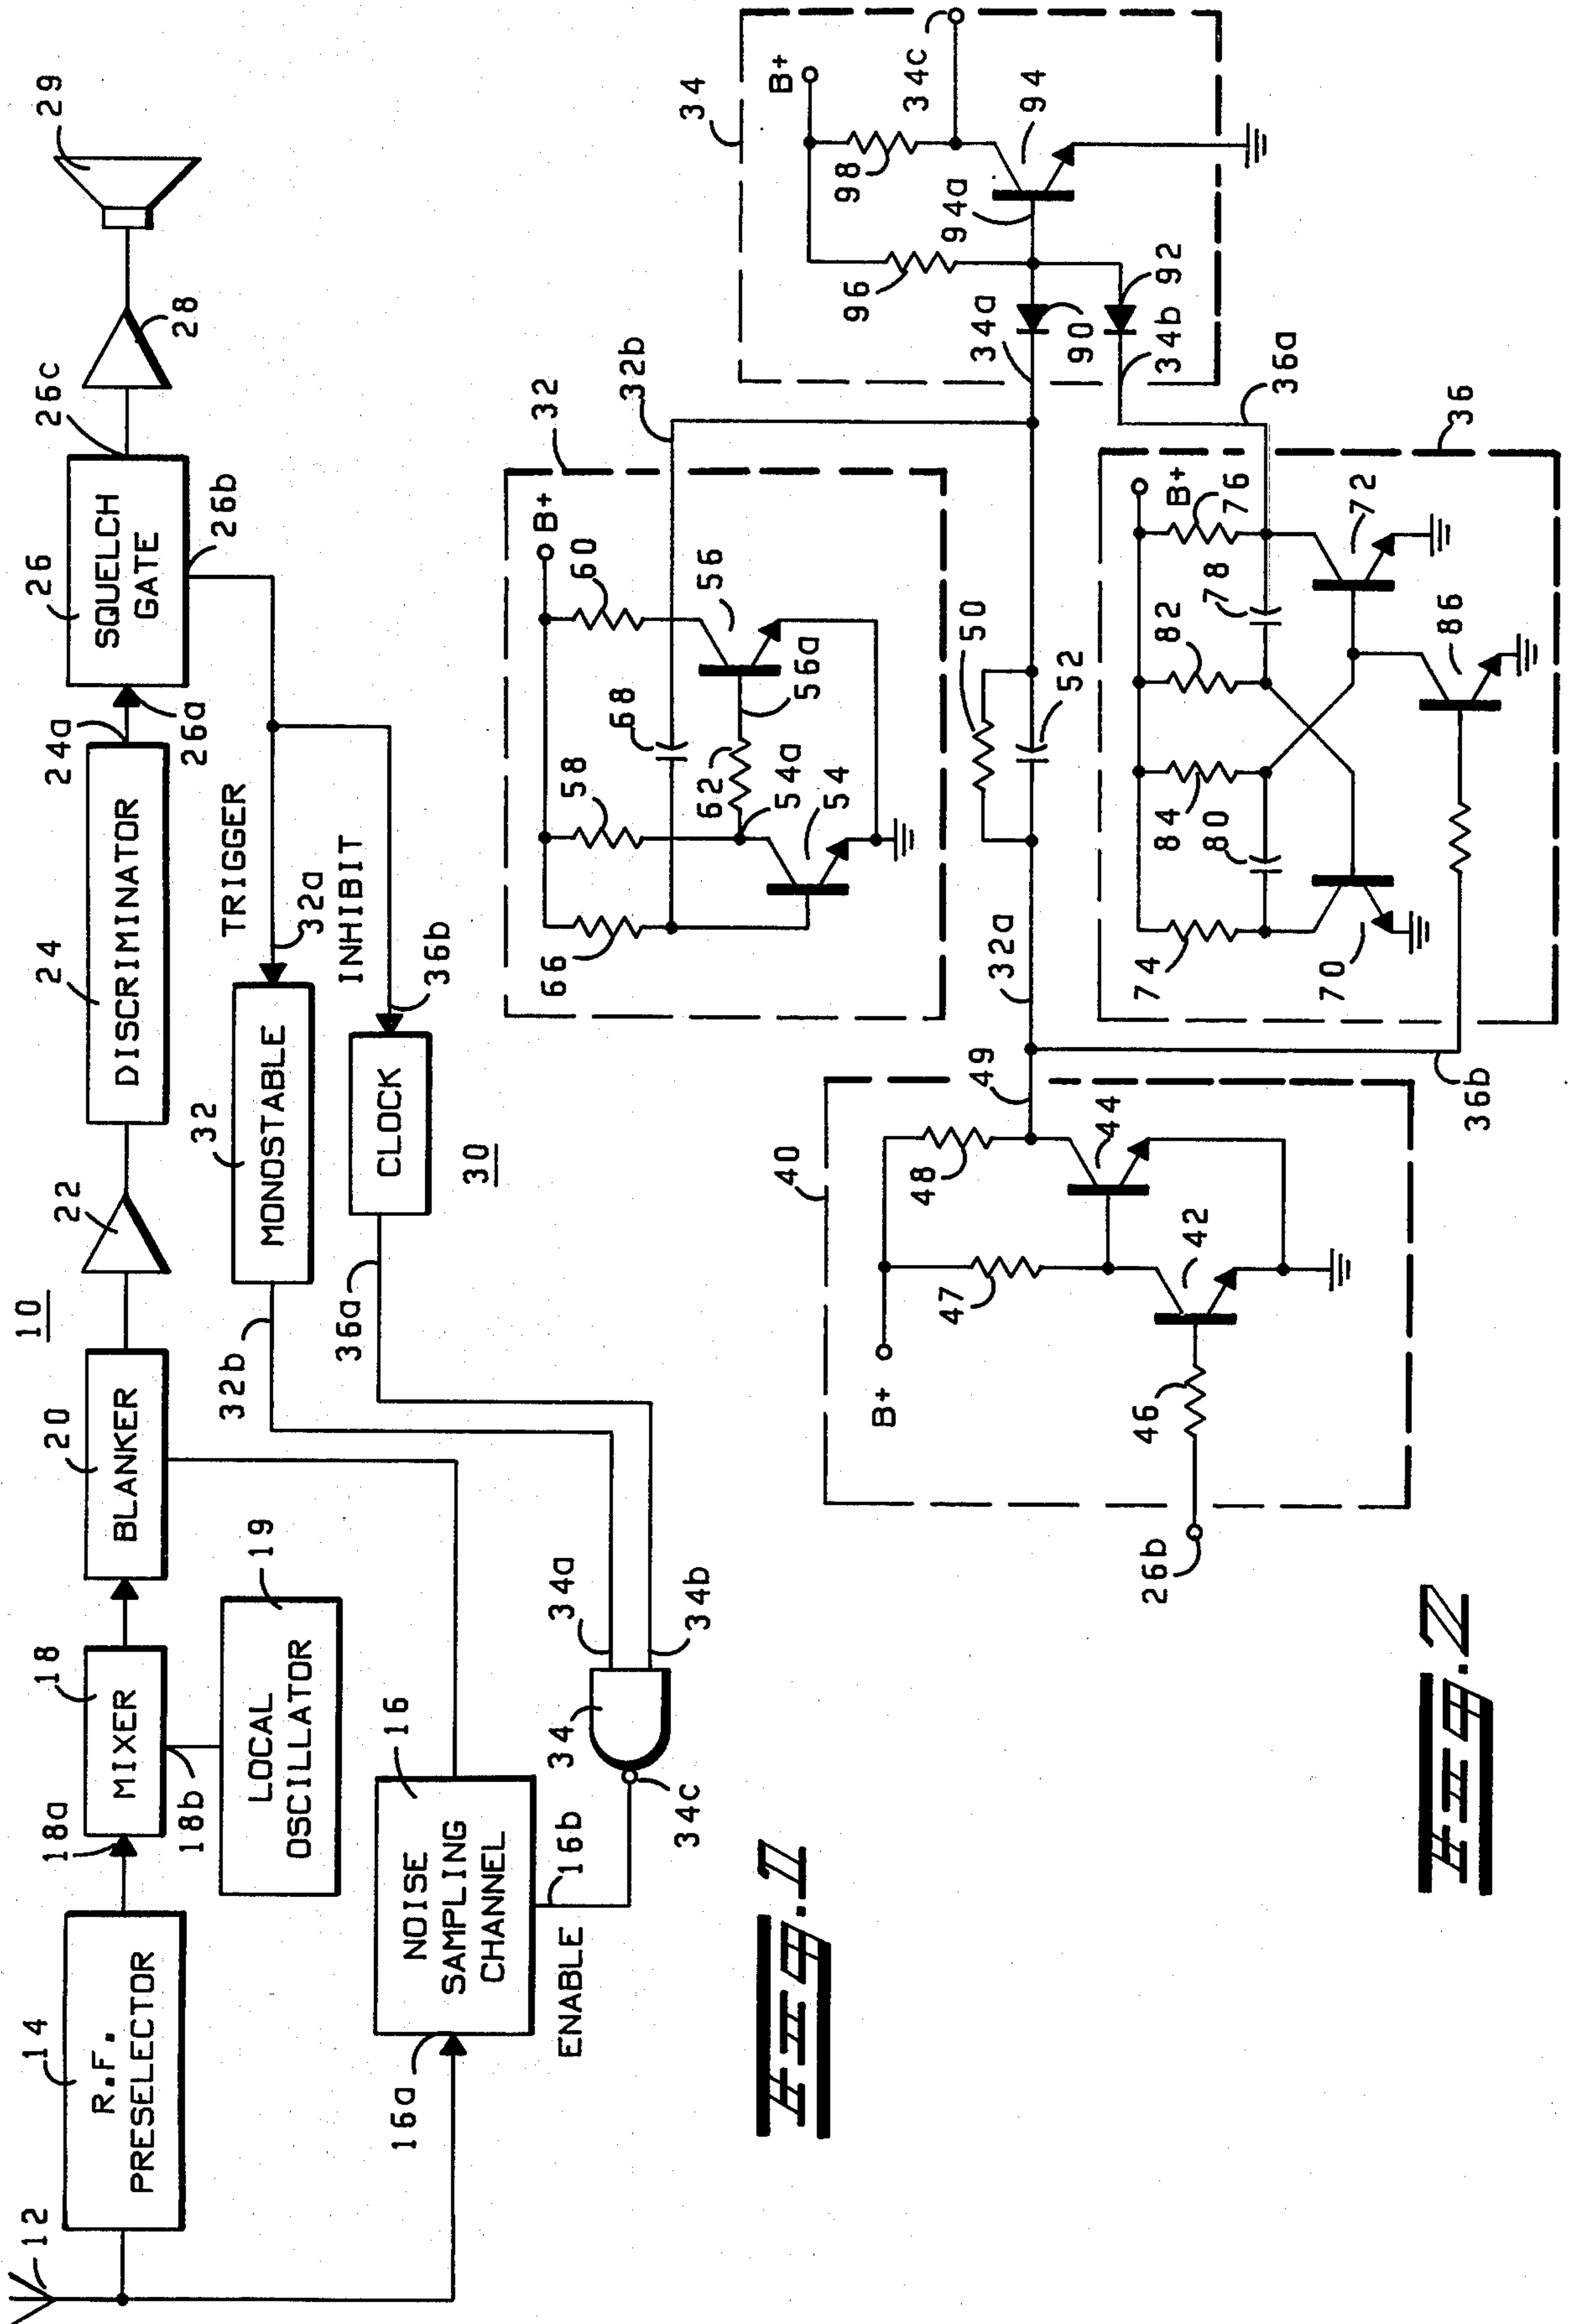 12
14
R.F.
PRESELECTOR
18a
18
MIXER
18b
19
LOCAL
OSCILLATOR
20
BLANKER
10
22
24
DISCRIMINATOR
24a
26a
26
SQUELCH
GATE
26b
26c
28
29
TRIGGER
32a
INHIBIT
36b
32
MONOSTABLE
32b
CLOCK
36a
30
16a
16
NOISE
SAMPLING
CHANNEL
16b
ENABLE
34
34a
34b
34c
Fig. 1
26b
46
42
40
B+
47
48
44
49
36b
32a
50
52
32
B+
66
58
60
68
62
54a
54
56
56a
32b
36
B+
74
84
82
76
80
78
70
72
86
36a
34
B+
96
98
34c
94
94a
34a
90
92
34b
Fig. 2